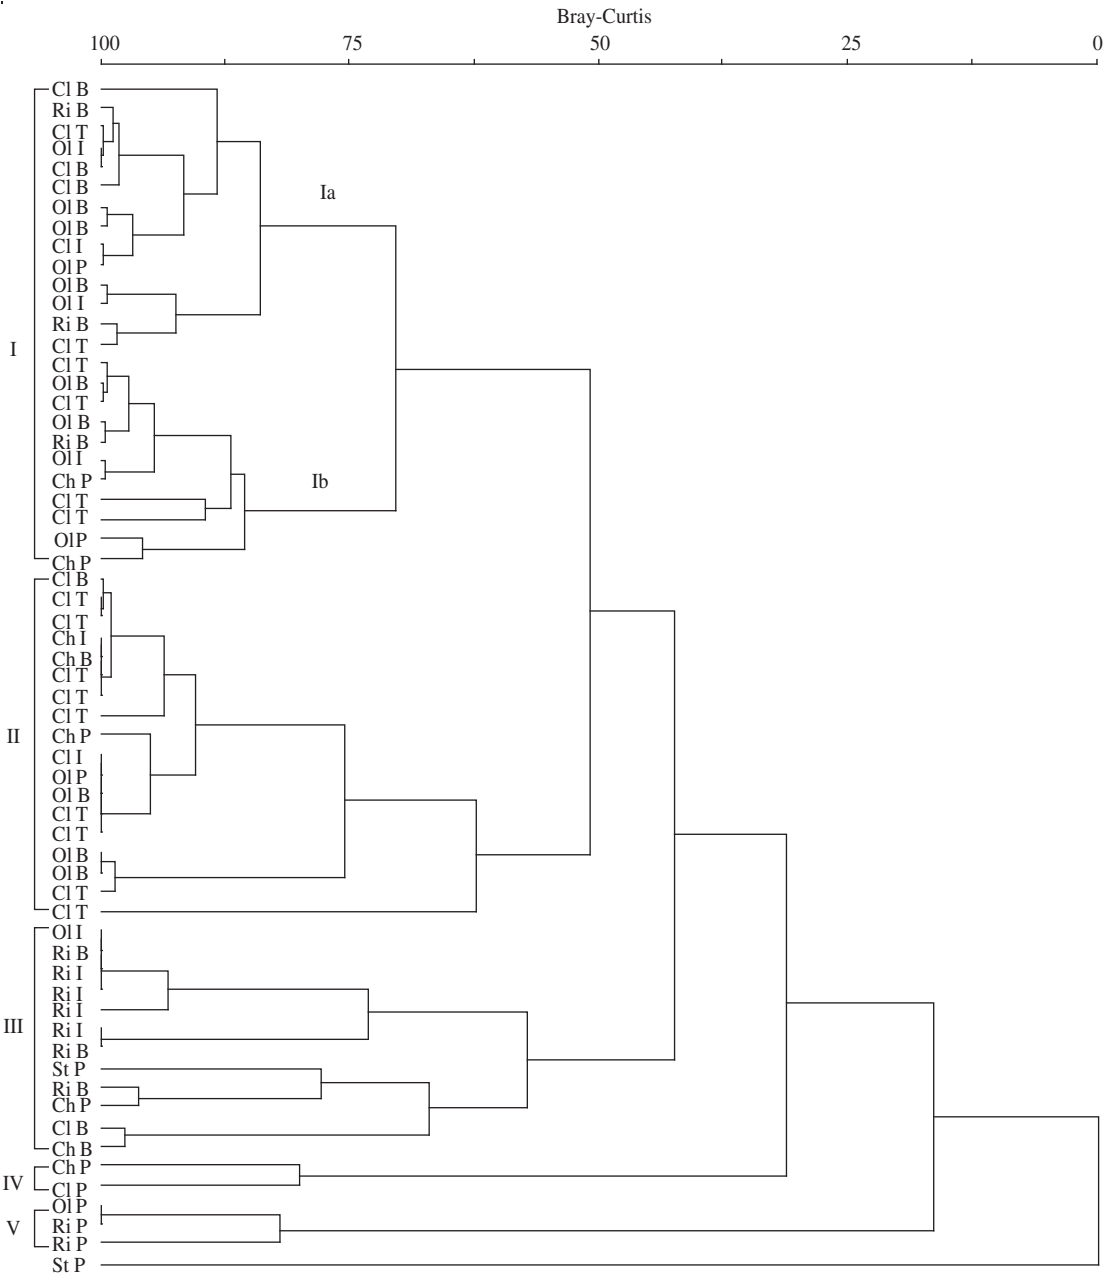 Bray-Curtis
100 75 50 25 0
Cl B
Ri B
Cl T
Ol I
Cl B
Cl B
Ia
Ol B
Ol B
Cl I
Ol P
Ol B
Ol I
Ri B
Cl T
I
Cl T
Ol B
Cl T
Ol B
Ri B
Ol I
Ch P
Ib
Cl T
Cl T
Ol P
Ch P
Cl B
Cl T
Cl T
Ch I
Ch B
Cl T
Cl T
Cl T
II
Ch P
Cl I
Ol P
Ol B
Cl T
Cl T
Ol B
Ol B
Cl T
Cl T
Ol I
Ri B
Ri I
Ri I
Ri I
III
Ri I
Ri B
St P
Ri B
Ch P
Cl B
Ch B
Ch P
IV
Cl P
Ol P
V
Ri P
Ri P
St P